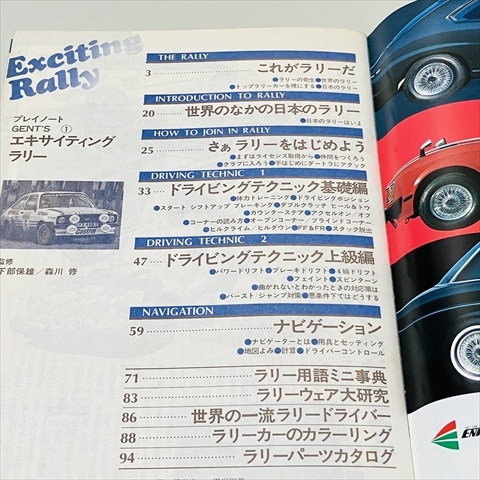 Exciting
Rally
プレイノート
GENT'S ①
エキサイティング
ラリー
監修
下部保雄／森川 修
THE RALLY
3 これがラリーだ
●ラリーの発生●世界のラリー
●トップラリーカーを裸にする●日本のラリー
INTRODUCTION TO RALLY
20 世界のなかの日本のラリー
●日本のラリーはいま
HOW TO JOIN IN RALLY
25 さぁラリーをはじめよう
●まずはライセンス取得から●仲間をつくろう
●クラブに入ろう●手はじめにダートラにアタック
DRIVING TECHNIC 1
33 ドライビングテクニック基礎編
●体力トレーニング●ドライビングポジション
●スタート シフトアップ ブレーキング●ダブルクラッチ ヒール&トウ
●カウンターステア●アクセルオン／オフ
●コーナーの読み方●オープンコーナー／ブラインドコーナー
●ヒルクライム／ヒルダウン●FF&FR●スタック脱出
DRIVING TECHNIC 2
47 ドライビングテクニック上級編
●パワードリフト●ブレーキドリフト●4輪ドリフト
●フェイント●スピンターン
●曲がれないとわかったときの対応策は
●バースト・ジャンプ対策●悪条件下ではどうする
NAVIGATION
59 ナビゲーション
●ナビゲーターとは●用具とセッティング
●地図よみ●計算●ドライバーコントロール
71 ラリー用語ミニ事典
83 ラリーウェア大研究
86 世界の一流ラリードライバー
88 ラリーカーのカラーリング
94 ラリーパーツカタログ